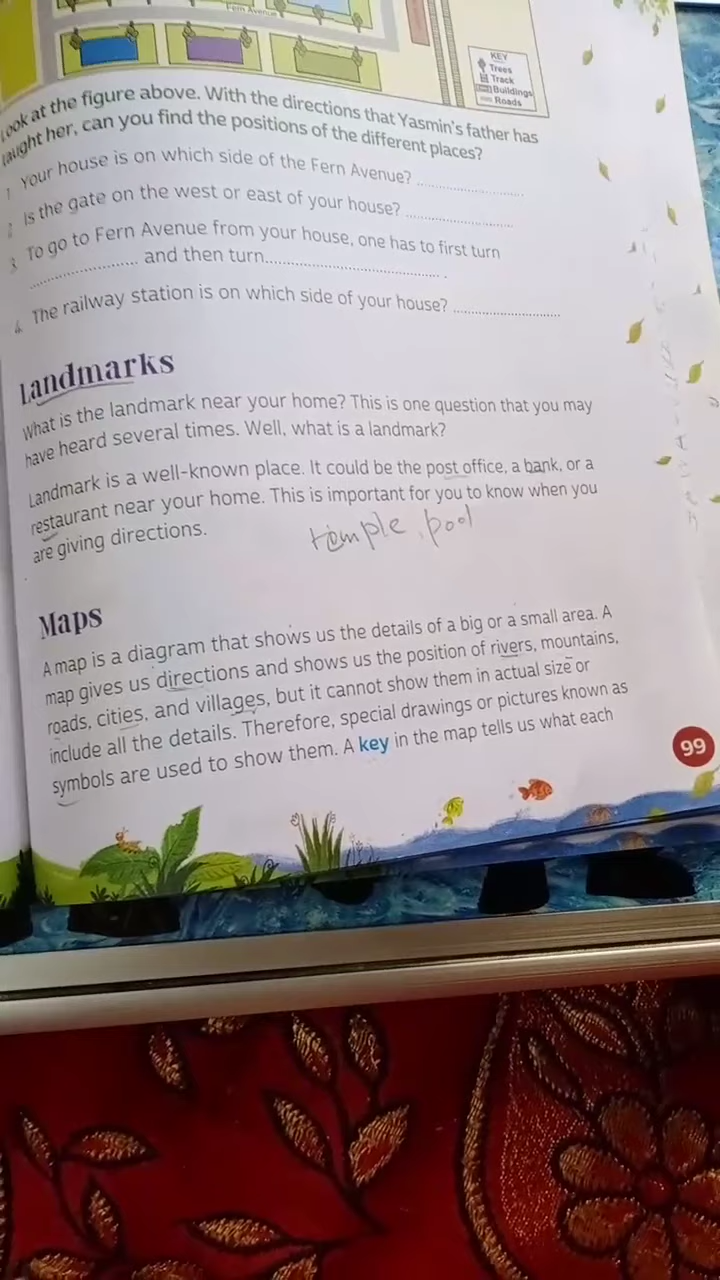 Fern Avenue
KEY
Trees
Track
Buildings
Roads
Look at the figure above. With the directions that Yasmin's father has
taught her, can you find the positions of the different places?
1 Your house is on which side of the Fern Avenue? ........................
2 Is the gate on the west or east of your house? ........................
3 To go to Fern Avenue from your house, one has to first turn
........................ and then turn........................................ .
4. The railway station is on which side of your house? ........................
Landmarks
What is the landmark near your home? This is one question that you may
have heard several times. Well, what is a landmark?
Landmark is a well-known place. It could be the post office, a bank, or a
restaurant near your home. This is important for you to know when you
are giving directions.
temple, pool
Maps
A map is a diagram that shows us the details of a big or a small area. A
map gives us directions and shows us the position of rivers, mountains,
roads, cities, and villages, but it cannot show them in actual size or
include all the details. Therefore, special drawings or pictures known as
symbols are used to show them. A key in the map tells us what each
99